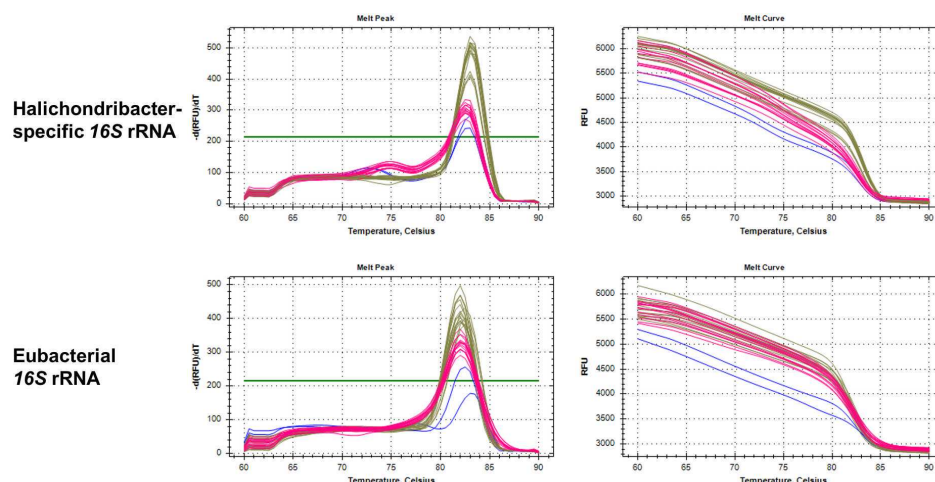 Halichondribacter-
specific 16S rRNA
Melt Peak
-d(RFU)/dT
500
400
300
200
100
0
60 65 70 75 80 85 90
Temperature, Celsius
Melt Curve
RFU
6000
5500
5000
4500
4000
3500
3000
60 65 70 75 80 85 90
Temperature, Celsius
Eubacterial
16S rRNA
Melt Peak
-d(RFU)/dT
500
400
300
200
100
0
60 65 70 75 80 85 90
Temperature, Celsius
Melt Curve
RFU
6000
5500
5000
4500
4000
3500
3000
60 65 70 75 80 85 90
Temperature, Celsius